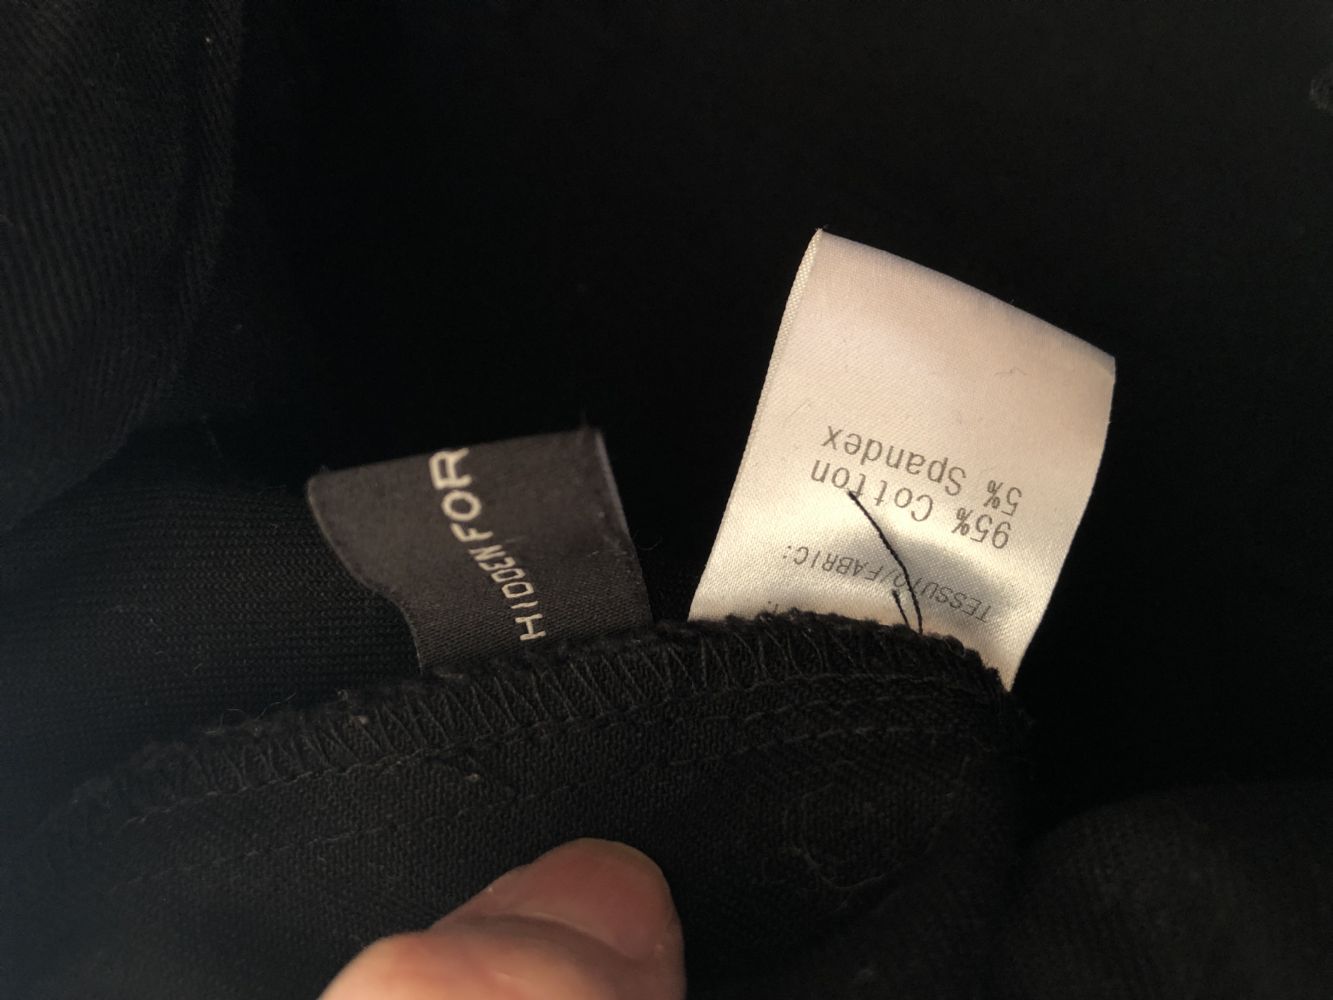 HIDDEN FOR
TESSUTO/FABRIC:
95% Cotton
5% Spandex